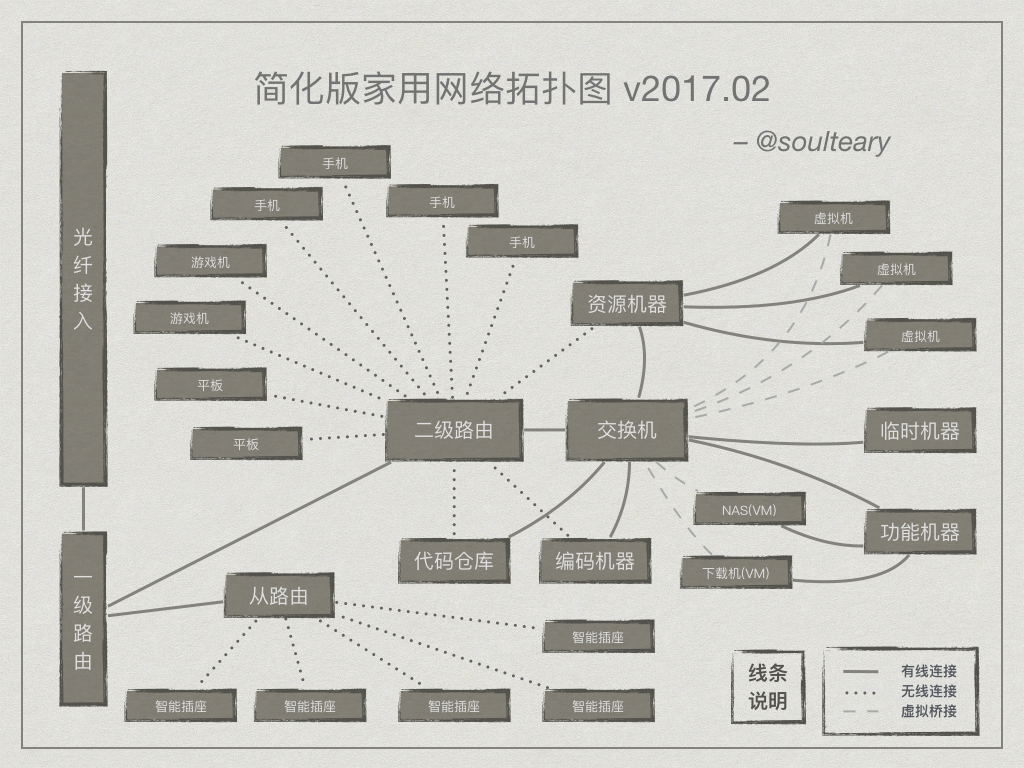 简化版家用网络拓扑图 v2017.02
– @soulteary
光纤接入
手机
手机
手机
手机
游戏机
游戏机
平板
平板
虚拟机
虚拟机
虚拟机
资源机器
二级路由
交换机
临时机器
NAS(VM)
功能机器
代码仓库
编码机器
下载机(VM)
一级路由
从路由
智能插座
智能插座
智能插座
智能插座
智能插座
线条
说明
有线连接
无线连接
虚拟桥接